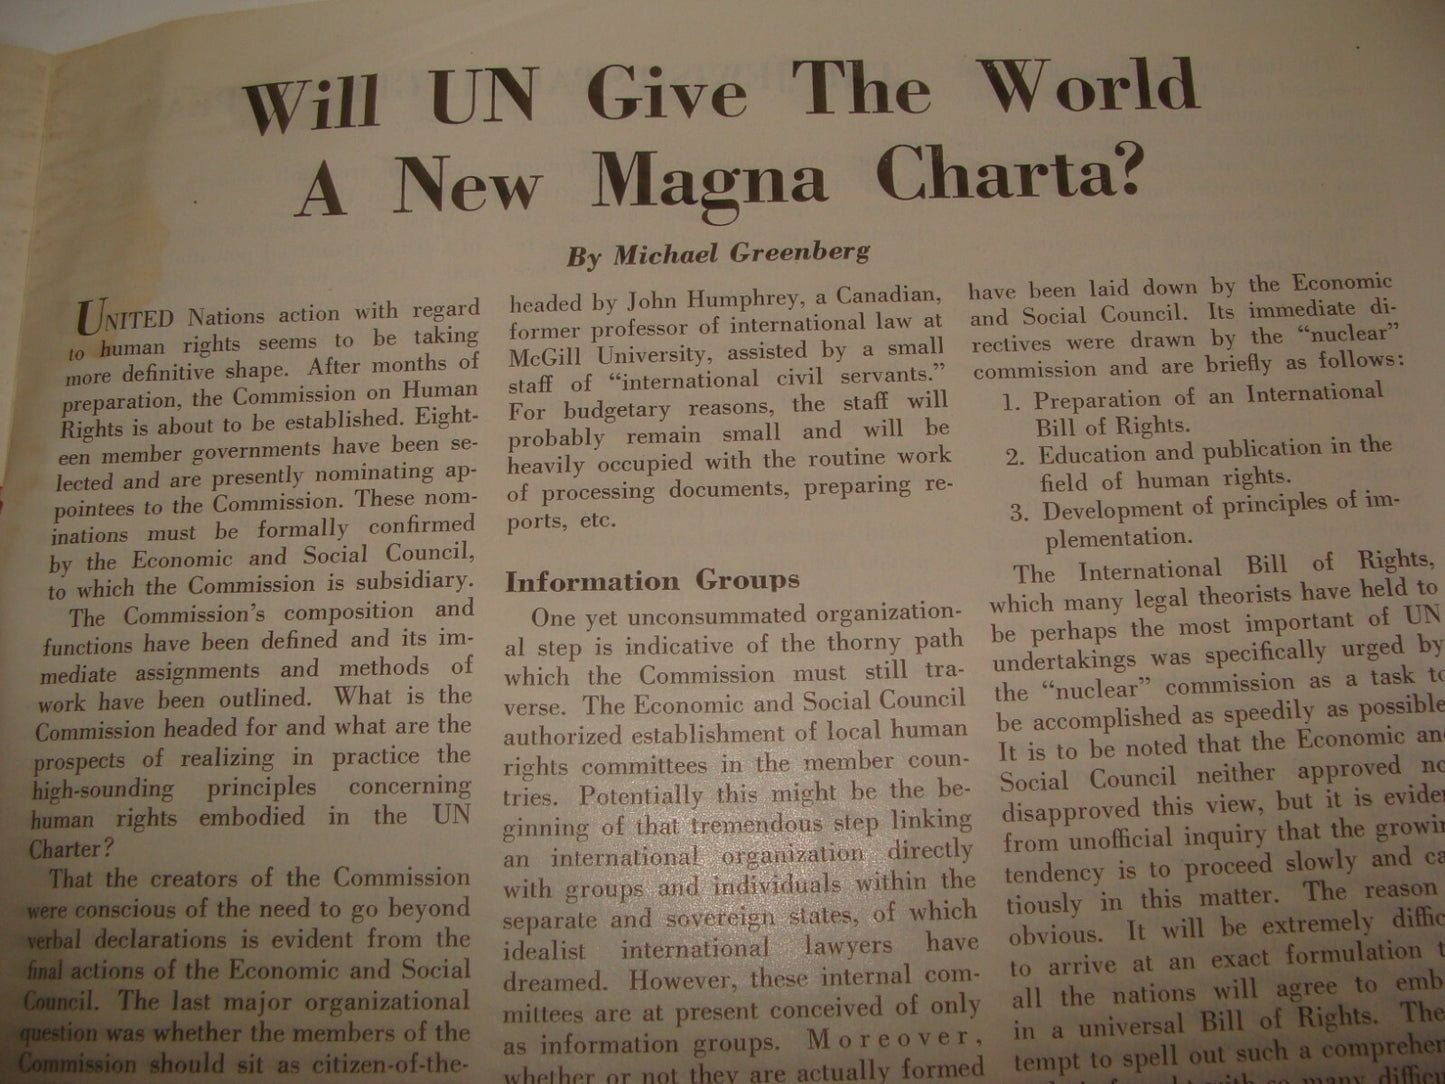 Will UN Give The World
A New Magna Charta?
By Michael Greenberg
UNITED Nations action with regard
to human rights seems to be taking
more definitive shape. After months of
preparation, the Commission on Human
Rights is about to be established. Eight-
een member governments have been se-
lected and are presently nominating ap-
pointees to the Commission. These nom-
inations must be formally confirmed
by the Economic and Social Council,
to which the Commission is subsidiary.
The Commission's composition and
functions have been defined and its im-
mediate assignments and methods of
work have been outlined. What is the
Commission headed for and what are the
prospects of realizing in practice the
high-sounding principles concerning
human rights embodied in the UN
Charter?
That the creators of the Commission
were conscious of the need to go beyond
verbal declarations is evident from the
final actions of the Economic and Social
Council. The last major organizational
question was whether the members of the
Commission should sit as citizen-of-the-
headed by John Humphrey, a Canadian,
former professor of international law at
McGill University, assisted by a small
staff of "international civil servants."
For budgetary reasons, the staff will
probably remain small and will be
heavily occupied with the routine work
of processing documents, preparing re-
ports, etc.
Information Groups
One yet unconsummated organization-
al step is indicative of the thorny path
which the Commission must still tra-
verse. The Economic and Social Council
authorized establishment of local human
rights committees in the member coun-
tries. Potentially this might be the be-
ginning of that tremendous step linking
an international organization directly
with groups and individuals within the
separate and sovereign states, of which
idealist international lawyers have
dreamed. However, these internal com-
mittees are at present conceived of only
as information groups. Moreover,
whether or not they are actually formed
have been laid down by the Economic
and Social Council. Its immediate di-
rectives were drawn by the "nuclear"
commission and are briefly as follows:
1. Preparation of an International
Bill of Rights.
2. Education and publication in the
field of human rights.
3. Development of principles of im-
plementation.
The International Bill of Rights,
which many legal theorists have held to
be perhaps the most important of UN
undertakings was specifically urged by
the "nuclear" commission as a task to
be accomplished as speedily as possible
It is to be noted that the Economic an
Social Council neither approved no
disapproved this view, but it is evide
from unofficial inquiry that the growi
tendency is to proceed slowly and ca
tiously in this matter. The reason
obvious. It will be extremely diffic
to arrive at an exact formulation t
all the nations will agree to emb
in a universal Bill of Rights. The
tempt to spell out such a comprehen
many